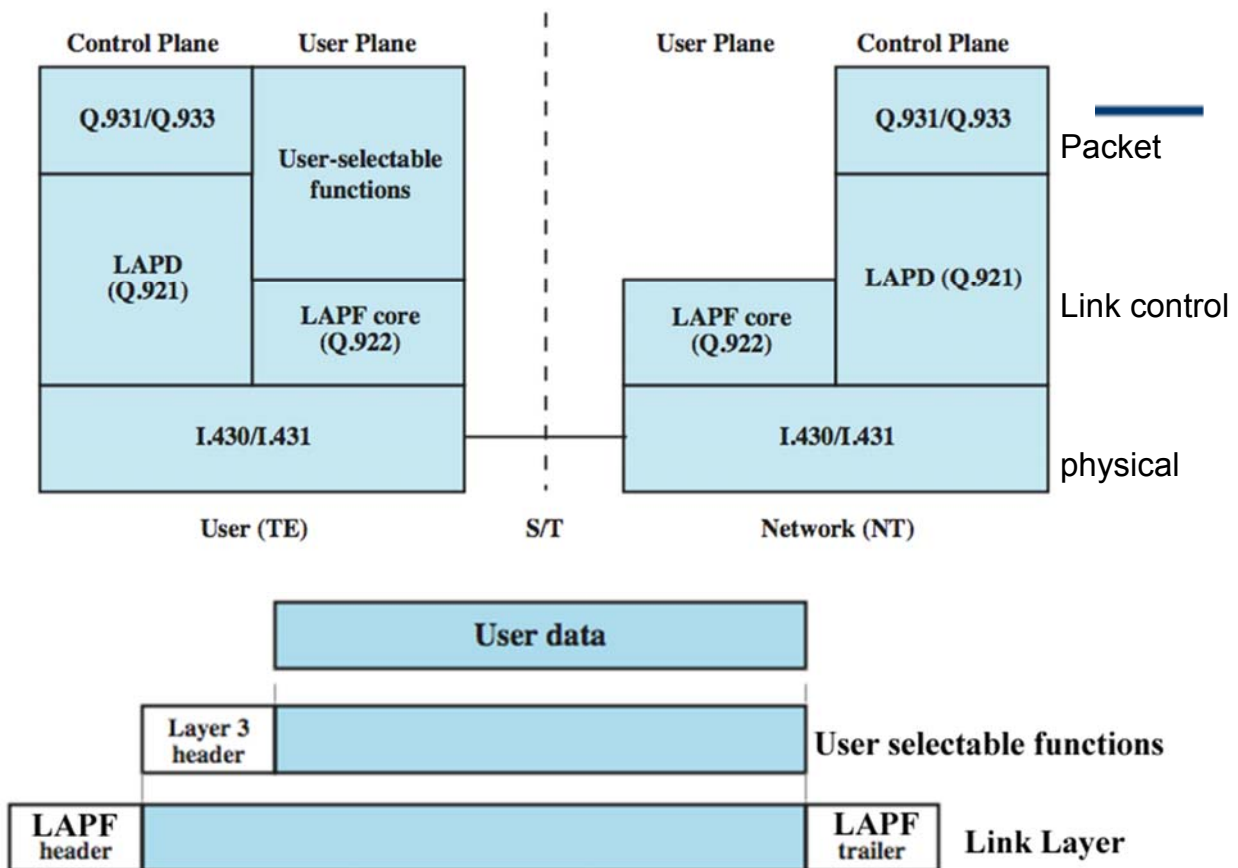 Control Plane
User Plane
User Plane
Control Plane
Q.931/Q.933
User-selectable
functions
LAPD
(Q.921)
LAPF core
(Q.922)
I.430/I.431
Q.931/Q.933
LAPD (Q.921)
LAPF core
(Q.922)
I.430/I.431
Packet
Link control
physical
User (TE)
S/T
Network (NT)
User data
Layer 3
header
User selectable functions
LAPF
header
LAPF
trailer
Link Layer